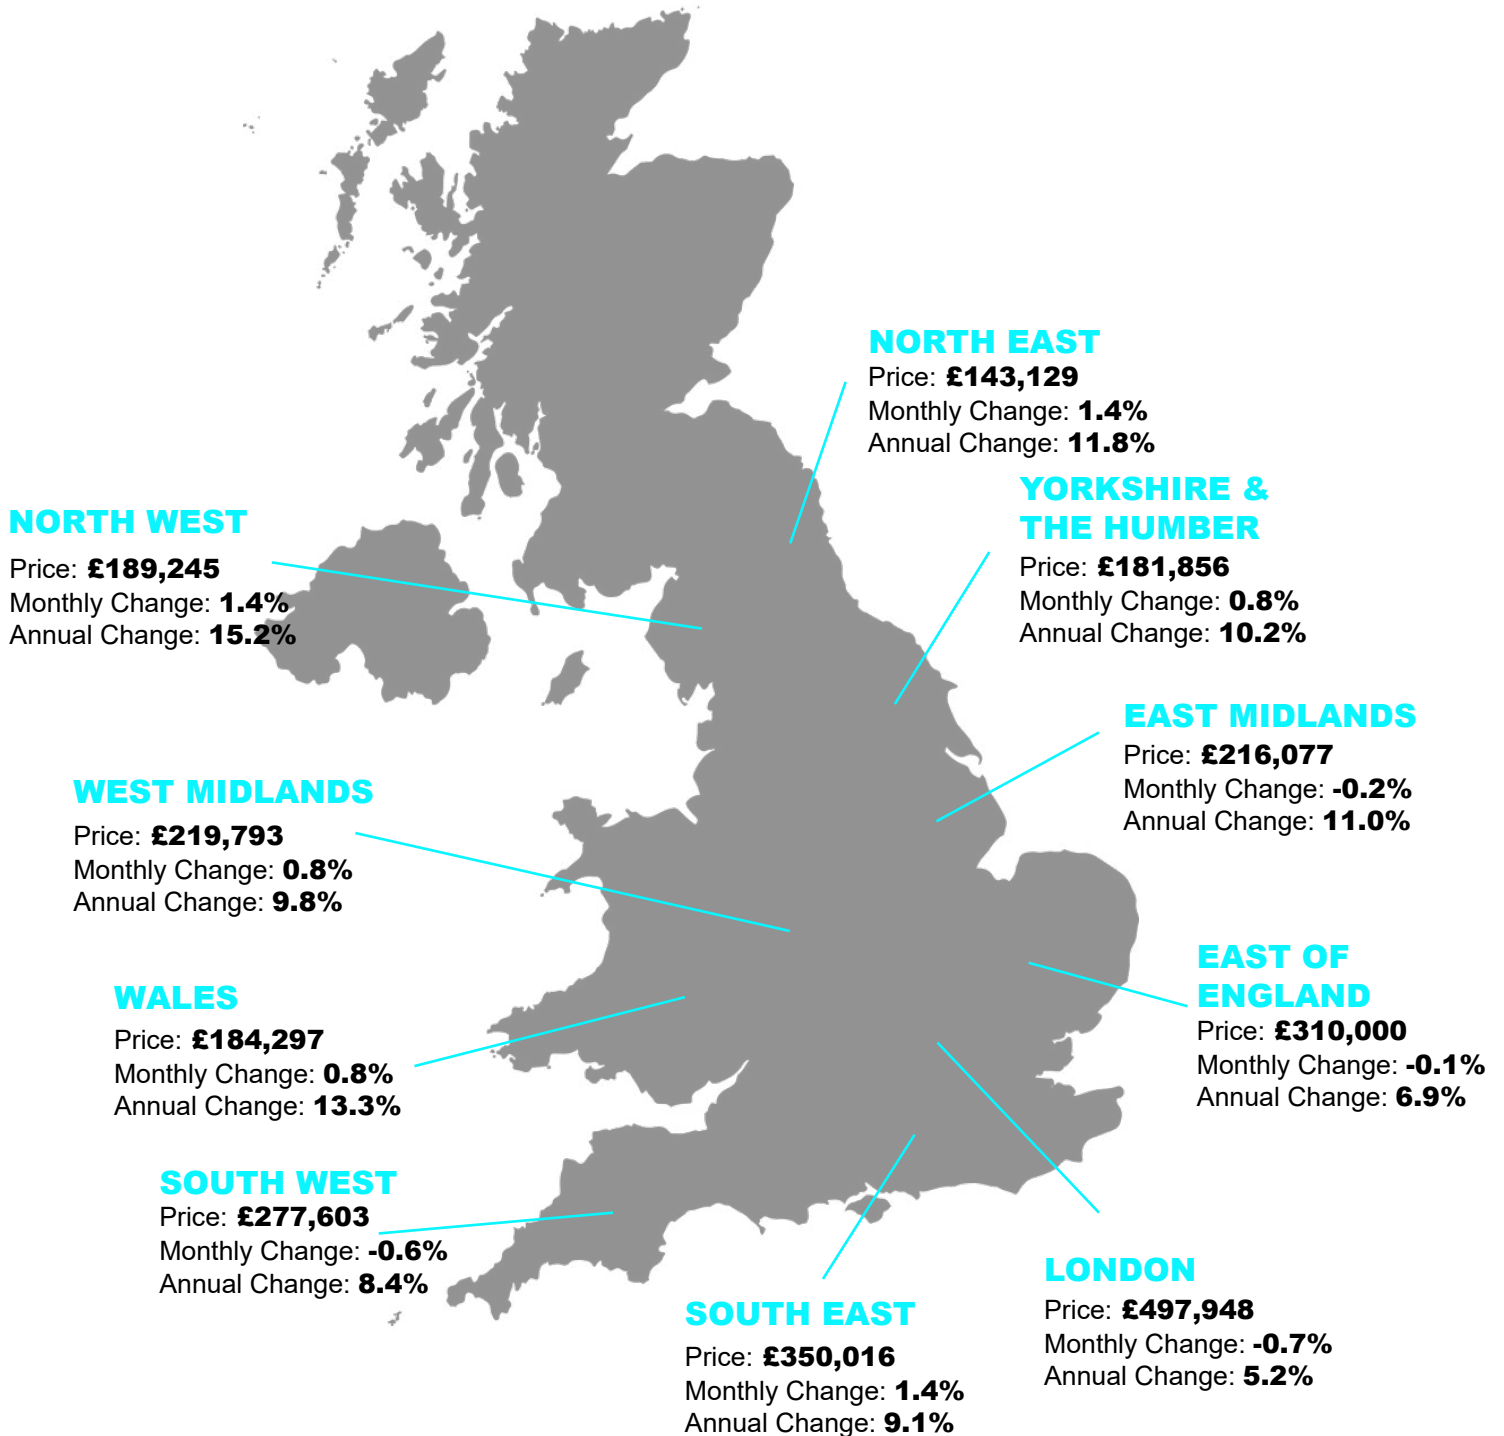 NORTH EAST
Price: £143,129
Monthly Change: 1.4%
Annual Change: 11.8%
YORKSHIRE &
THE HUMBER
Price: £181,856
Monthly Change: 0.8%
Annual Change: 10.2%
NORTH WEST
Price: £189,245
Monthly Change: 1.4%
Annual Change: 15.2%
EAST MIDLANDS
Price: £216,077
Monthly Change: -0.2%
Annual Change: 11.0%
WEST MIDLANDS
Price: £219,793
Monthly Change: 0.8%
Annual Change: 9.8%
EAST OF
ENGLAND
Price: £310,000
Monthly Change: -0.1%
Annual Change: 6.9%
WALES
Price: £184,297
Monthly Change: 0.8%
Annual Change: 13.3%
SOUTH WEST
Price: £277,603
Monthly Change: -0.6%
Annual Change: 8.4%
LONDON
Price: £497,948
Monthly Change: -0.7%
Annual Change: 5.2%
SOUTH EAST
Price: £350,016
Monthly Change: 1.4%
Annual Change: 9.1%